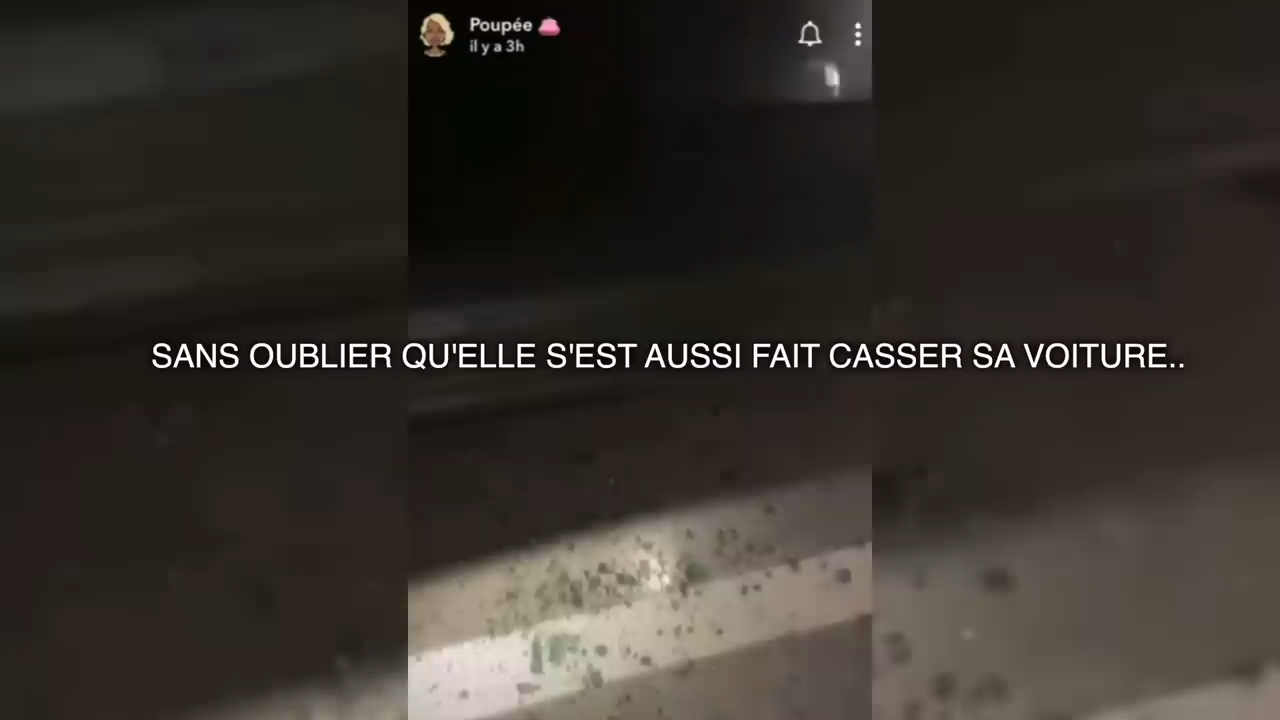 Poupée
il y a 3h
SANS OUBLIER QU'ELLE S'EST AUSSI FAIT CASSER SA VOITURE..